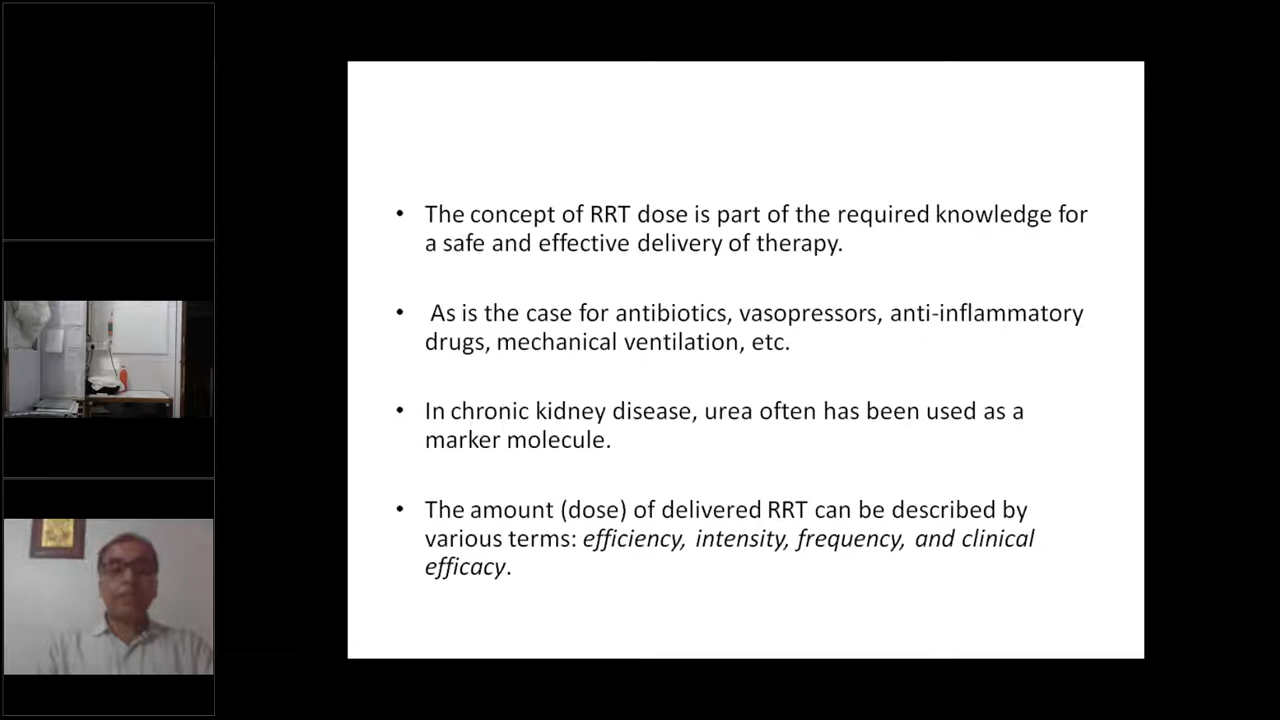 • The concept of RRT dose is part of the required knowledge for
a safe and effective delivery of therapy.
• As is the case for antibiotics, vasopressors, anti-inflammatory
drugs, mechanical ventilation, etc.
• In chronic kidney disease, urea often has been used as a
marker molecule.
• The amount (dose) of delivered RRT can be described by
various terms: efficiency, intensity, frequency, and clinical
efficacy.